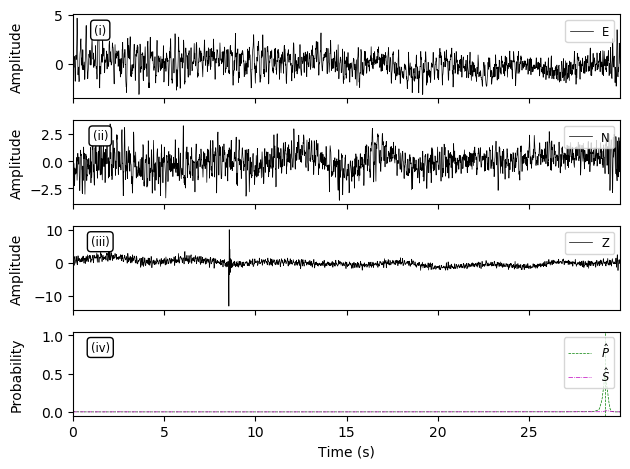 5
0
Amplitude
(i)
E
2.5
0.0
−2.5
Amplitude
(ii)
N
10
0
−10
Amplitude
(iii)
Z
1.0
0.5
0.0
Probability
(iv)
P̂
Ŝ
0 5 10 15 20 25
Time (s)